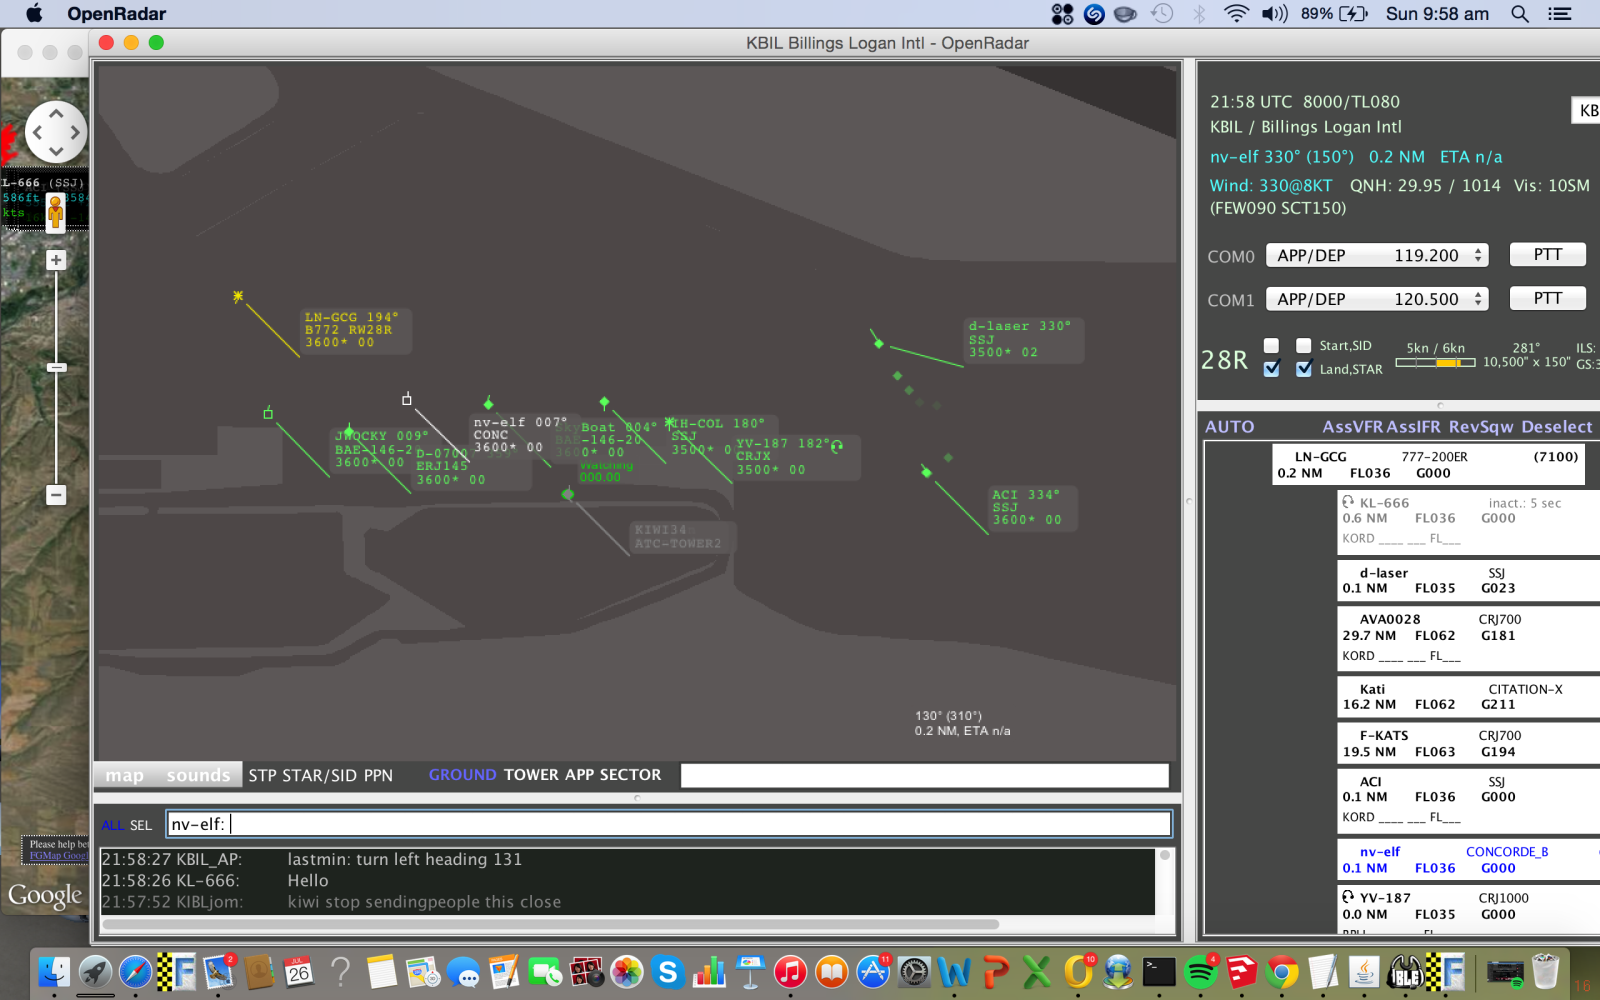 OpenRadar
89%
Sun 9:58 am
KBIL Billings Logan Intl - OpenRadar
L-666 (SSJ)
586ft
kts
Please help
FGMap Googl
Google
LN-GCG 194°
B772 RW28R
3600* 00
d-laser 330°
SSJ
3500* 02
JWOCKY 009°
BAE-146-2
3600* 00
D-0700
ERJ145
3600* 00
nv-elf 007°
CONC
3600* 00
Boat 004°
BAE-146-20
00
Watching
000.00
IH-COL 180°
SSJ
3500* 0
YV-187 182°
CRJX
3500* 00
ACI 334°
SSJ
3600* 00
KIWI34
ATC-TOWER2
130° (310°)
0.2 NM, ETA n/a
map sounds STP STAR/SID PPN GROUND TOWER APP SECTOR
ALL SEL nv-elf:
21:58:27 KBIL_AP: lastmin: turn left heading 131
21:58:26 KL-666: Hello
21:57:52 KIBLjom: kiwi stop sendingpeople this close
21:58 UTC 8000/TL080
KB
KBIL / Billings Logan Intl
nv-elf 330° (150°) 0.2 NM ETA n/a
Wind: 330@8KT QNH: 29.95 / 1014 Vis: 10SM
(FEW090 SCT150)
COM0 APP/DEP 119.200 PTT
COM1 APP/DEP 120.500 PTT
28R Start,SID 5kn / 6kn 281° ILS:
Land,STAR 10,500" x 150" GS:3
AUTO AssVFR AssIFR RevSqw Deselect
LN-GCG 777-200ER (7100)
0.2 NM FL036 G000
KL-666 inact.: 5 sec
0.6 NM FL036 G000
KORD ____ ___ FL___
d-laser SSJ
0.1 NM FL035 G023
AVA0028 CRJ700
29.7 NM FL062 G181
KORD ____ ___ FL___
Kati CITATION-X
16.2 NM FL062 G211
F-KATS CRJ700
19.5 NM FL063 G194
ACI SSJ
0.1 NM FL036 G000
KORD ____ ___ FL___
nv-elf CONCORDE_B
0.1 NM FL036 G000
YV-187 CRJ1000
0.0 NM FL035 G000
JUL
26
2
11
10
4
16